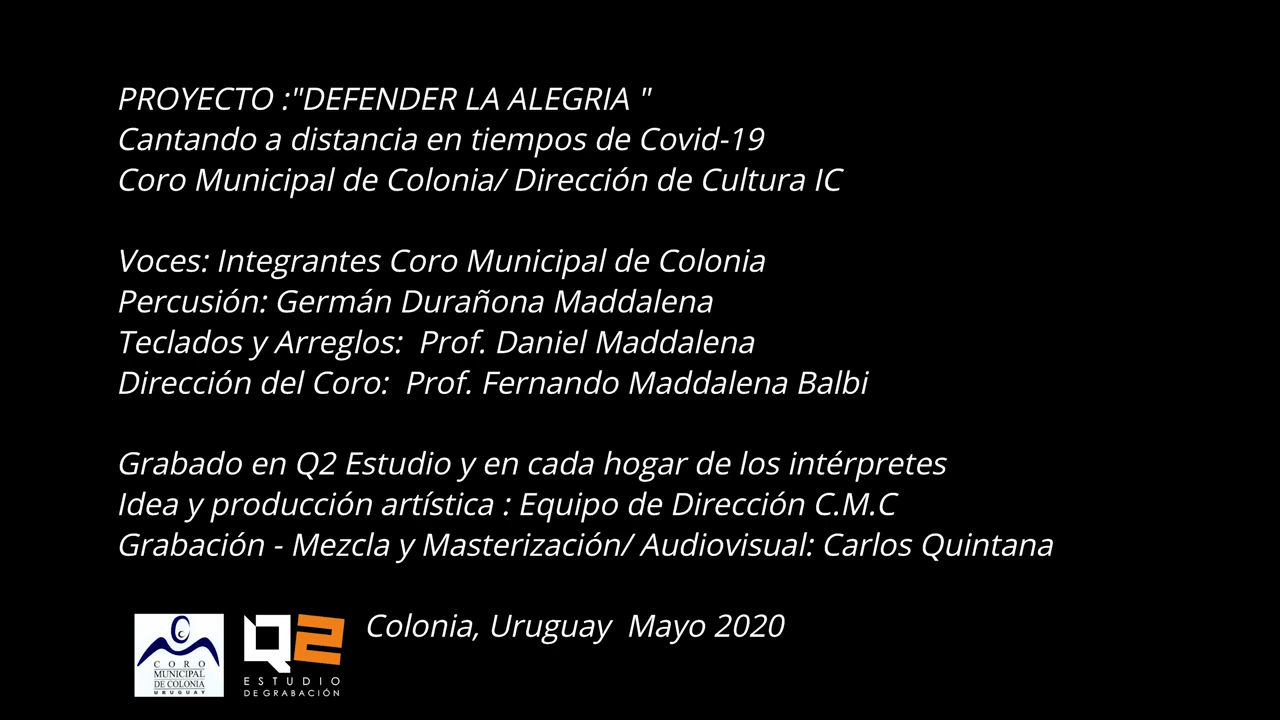 PROYECTO :"DEFENDER LA ALEGRIA "
Cantando a distancia en tiempos de Covid-19
Coro Municipal de Colonia/ Dirección de Cultura IC
Voces: Integrantes Coro Municipal de Colonia
Percusión: Germán Durañona Maddalena
Teclados y Arreglos:  Prof. Daniel Maddalena
Dirección del Coro:  Prof. Fernando Maddalena Balbi
Grabado en Q2 Estudio y en cada hogar de los intérpretes
Idea y producción artística : Equipo de Dirección C.M.C
Grabación - Mezcla y Masterización/ Audiovisual: Carlos Quintana
Colonia, Uruguay  Mayo 2020
CORO
MUNICIPAL
DE COLONIA
URUGUAY
Q2
ESTUDIO
DE GRABACIÓN